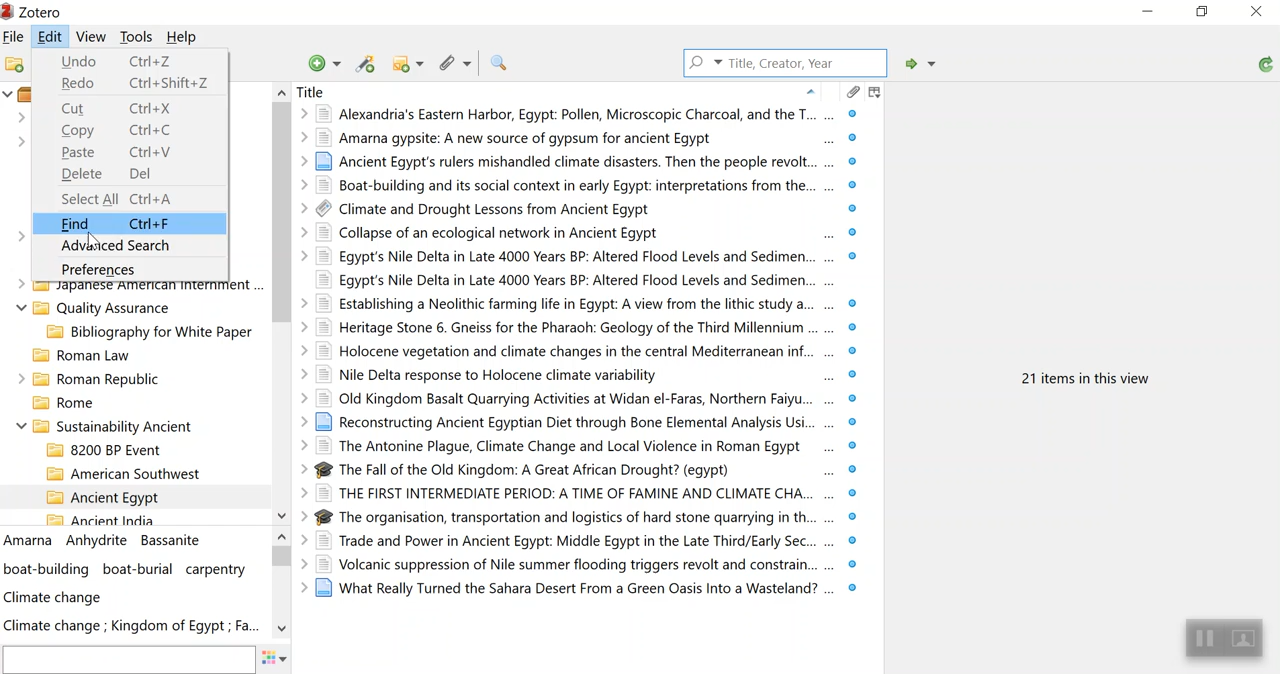 Zotero
File Edit View Tools Help
Undo Ctrl+Z
Redo Ctrl+Shift+Z
Cut Ctrl+X
Copy Ctrl+C
Paste Ctrl+V
Delete Del
Select All Ctrl+A
Find Ctrl+F
Advanced Search
Preferences
Japanese American Internment ...
Quality Assurance
Bibliography for White Paper
Roman Law
Roman Republic
Rome
Sustainability Ancient
8200 BP Event
American Southwest
Ancient Egypt
Ancient India
Amarna Anhydrite Bassanite
boat-building boat-burial carpentry
Climate change
Climate change ; Kingdom of Egypt ; Fa...
Title, Creator, Year
Title
Alexandria's Eastern Harbor, Egypt: Pollen, Microscopic Charcoal, and the T... ...
Amarna gypsite: A new source of gypsum for ancient Egypt ...
Ancient Egypt's rulers mishandled climate disasters. Then the people revolt... ...
Boat-building and its social context in early Egypt: interpretations from the... ...
Climate and Drought Lessons from Ancient Egypt
Collapse of an ecological network in Ancient Egypt ...
Egypt's Nile Delta in Late 4000 Years BP: Altered Flood Levels and Sedimen... ...
Egypt's Nile Delta in Late 4000 Years BP: Altered Flood Levels and Sedimen... ...
Establishing a Neolithic farming life in Egypt: A view from the lithic study a... ...
Heritage Stone 6. Gneiss for the Pharaoh: Geology of the Third Millennium ... ...
Holocene vegetation and climate changes in the central Mediterranean inf... ...
Nile Delta response to Holocene climate variability ...
Old Kingdom Basalt Quarrying Activities at Widan el-Faras, Northern Faiyu... ...
Reconstructing Ancient Egyptian Diet through Bone Elemental Analysis Usi... ...
The Antonine Plague, Climate Change and Local Violence in Roman Egypt ...
The Fall of the Old Kingdom: A Great African Drought? (egypt) ...
THE FIRST INTERMEDIATE PERIOD: A TIME OF FAMINE AND CLIMATE CHA... ...
The organisation, transportation and logistics of hard stone quarrying in th... ...
Trade and Power in Ancient Egypt: Middle Egypt in the Late Third/Early Sec... ...
Volcanic suppression of Nile summer flooding triggers revolt and constrain... ...
What Really Turned the Sahara Desert From a Green Oasis Into a Wasteland? ...
21 items in this view